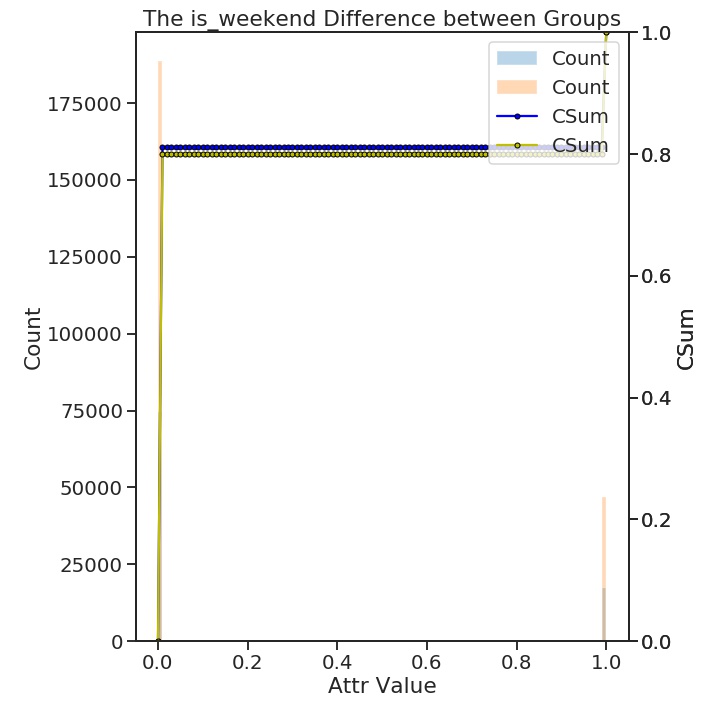 The is_weekend Difference between Groups
Count
Count
CSum
CSum
175000
150000
125000
100000
75000
50000
25000
0
Count
1.0
0.8
0.6
0.4
0.2
0.0
CSum
0.0 0.2 0.4 0.6 0.8 1.0
Attr Value